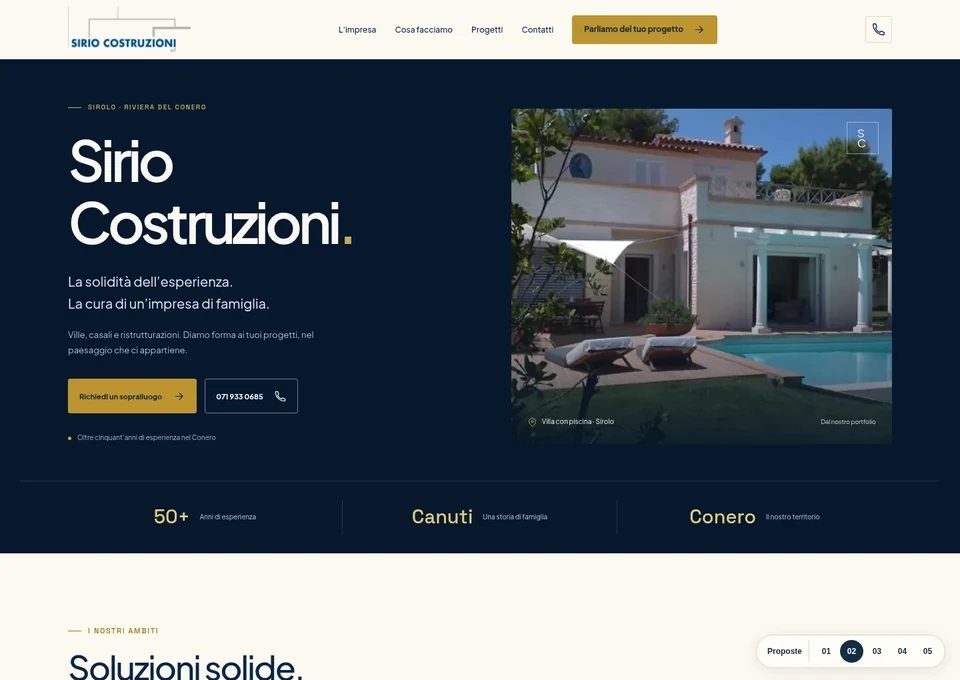 SIRIO COSTRUZIONI
L'impresa
Cosa facciamo
Progetti
Contatti
Parliamo del tuo progetto
SIROLO · RIVIERA DEL CONERO
Sirio
Costruzioni.
La solidità dell'esperienza.
La cura di un'impresa di famiglia.
Ville, casali e ristrutturazioni. Diamo forma ai tuoi progetti, nel
paesaggio che ci appartiene.
Richiedi un sopralluogo
071 933 0685
Oltre cinquant'anni di esperienza nel Conero
S
C
Villa con piscina · Sirolo
Dal nostro portfolio
50+
Anni di esperienza
Canuti
Una storia di famiglia
Conero
Il nostro territorio
I NOSTRI AMBITI
Soluzioni solide.
Proposte
01
02
03
04
05